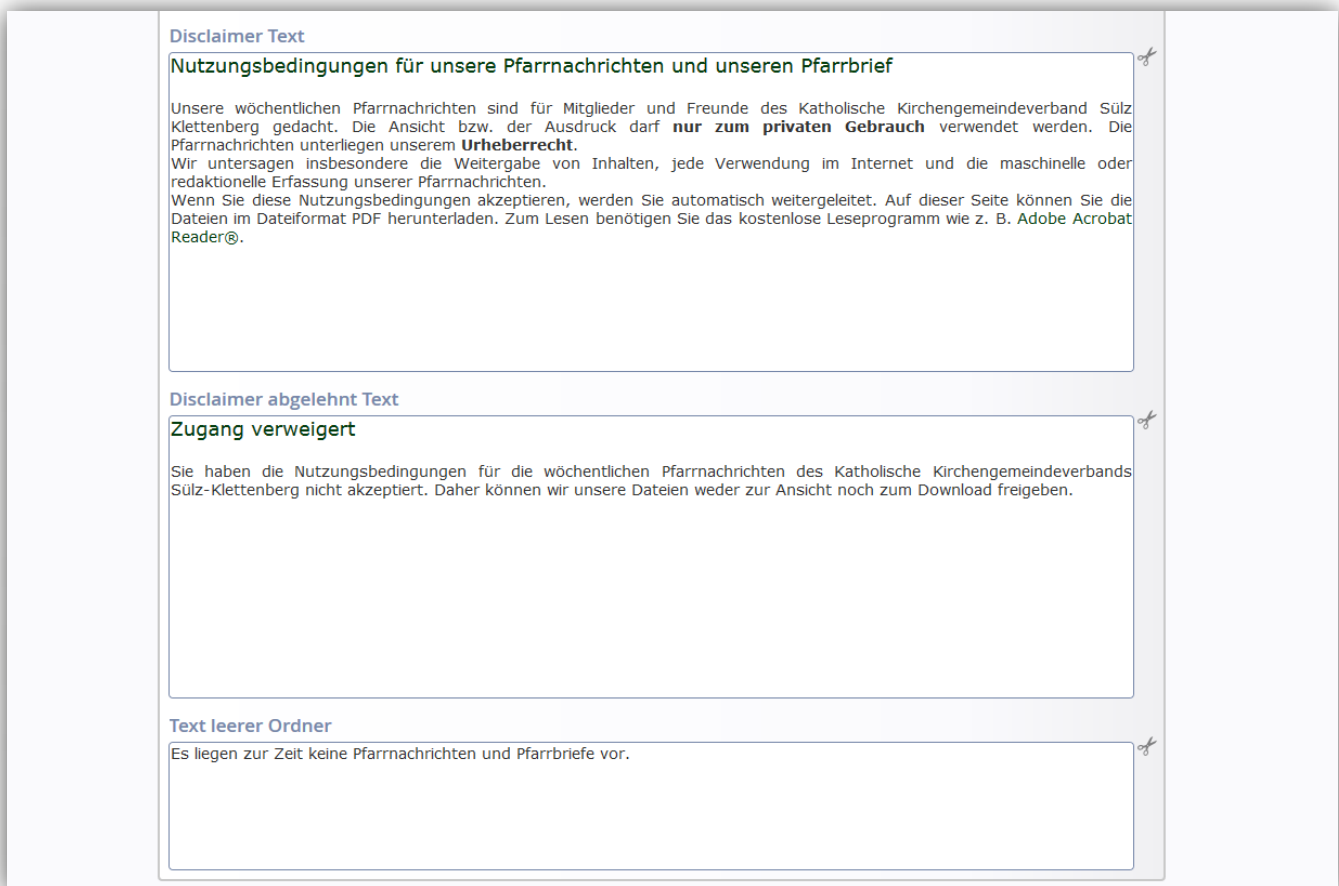 Disclaimer Text
Nutzungsbedingungen für unsere Pfarrnachrichten und unseren Pfarrbrief
Unsere wöchentlichen Pfarrnachrichten sind für Mitglieder und Freunde des Katholische Kirchengemeindeverband Sülz
Klettenberg gedacht. Die Ansicht bzw. der Ausdruck darf nur zum privaten Gebrauch verwendet werden. Die
Pfarrnachrichten unterliegen unserem Urheberrecht.
Wir untersagen insbesondere die Weitergabe von Inhalten, jede Verwendung im Internet und die maschinelle oder
redaktionelle Erfassung unserer Pfarrnachrichten.
Wenn Sie diese Nutzungsbedingungen akzeptieren, werden Sie automatisch weitergeleitet. Auf dieser Seite können Sie die
Dateien im Dateiformat PDF herunterladen. Zum Lesen benötigen Sie das kostenlose Leseprogramm wie z. B. Adobe Acrobat
Reader®.
Disclaimer abgelehnt Text
Zugang verweigert
Sie haben die Nutzungsbedingungen für die wöchentlichen Pfarrnachrichten des Katholische Kirchengemeindeverbands
Sülz-Klettenberg nicht akzeptiert. Daher können wir unsere Dateien weder zur Ansicht noch zum Download freigeben.
Text leerer Ordner
Es liegen zur Zeit keine Pfarrnachrichten und Pfarrbriefe vor.